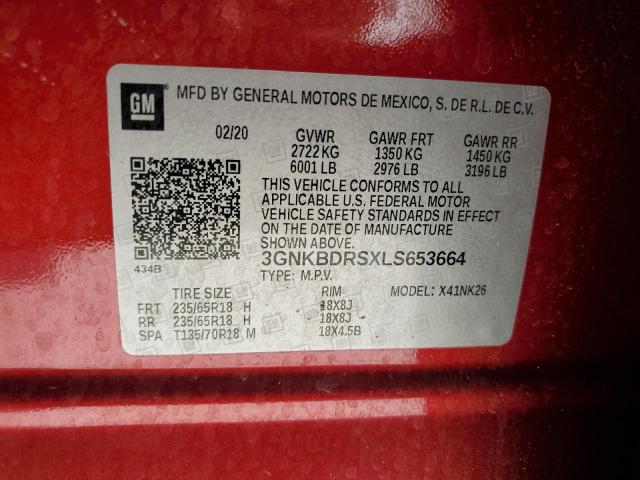 GM MFD BY GENERAL MOTORS DE MEXICO, S. DE R.L. DE C.V.
02/20 GVWR GAWR FRT GAWR RR
2722 KG 1350 KG 1450 KG
6001 LB 2976 LB 3196 LB
THIS VEHICLE CONFORMS TO ALL
APPLICABLE U.S. FEDERAL MOTOR
VEHICLE SAFETY STANDARDS IN EFFECT
ON THE DATE OF MANUFACTURE
SHOWN ABOVE.
434B 3GNKBDRSXLS653664
TYPE: M.P.V.
TIRE SIZE RIM MODEL: X41NK26
FRT 235/65R18 H 18X8J
RR 235/65R18 H 18X8J
SPA T135/70R18 M 18X4.5B